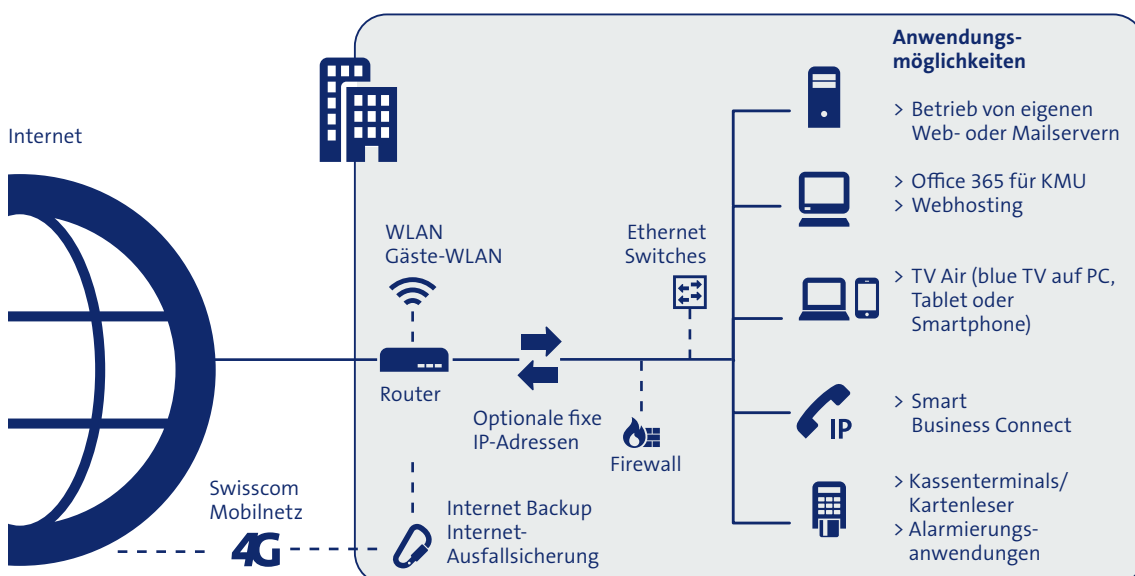 Anwendungs-
möglichkeiten
> Betrieb von eigenen
Web- oder Mailservern
Internet
> Office 365 für KMU
> Webhosting
WLAN
Gäste-WLAN
Ethernet
Switches
> TV Air (blue TV auf PC,
Tablet oder
Smartphone)
Router
Optionale fixe
IP-Adressen
Firewall
IP
> Smart
Business Connect
Swisscom
Mobilnetz
4G
Internet Backup
Internet-
Ausfallsicherung
> Kassenterminals/
Kartenleser
> Alarmierungs-
anwendungen